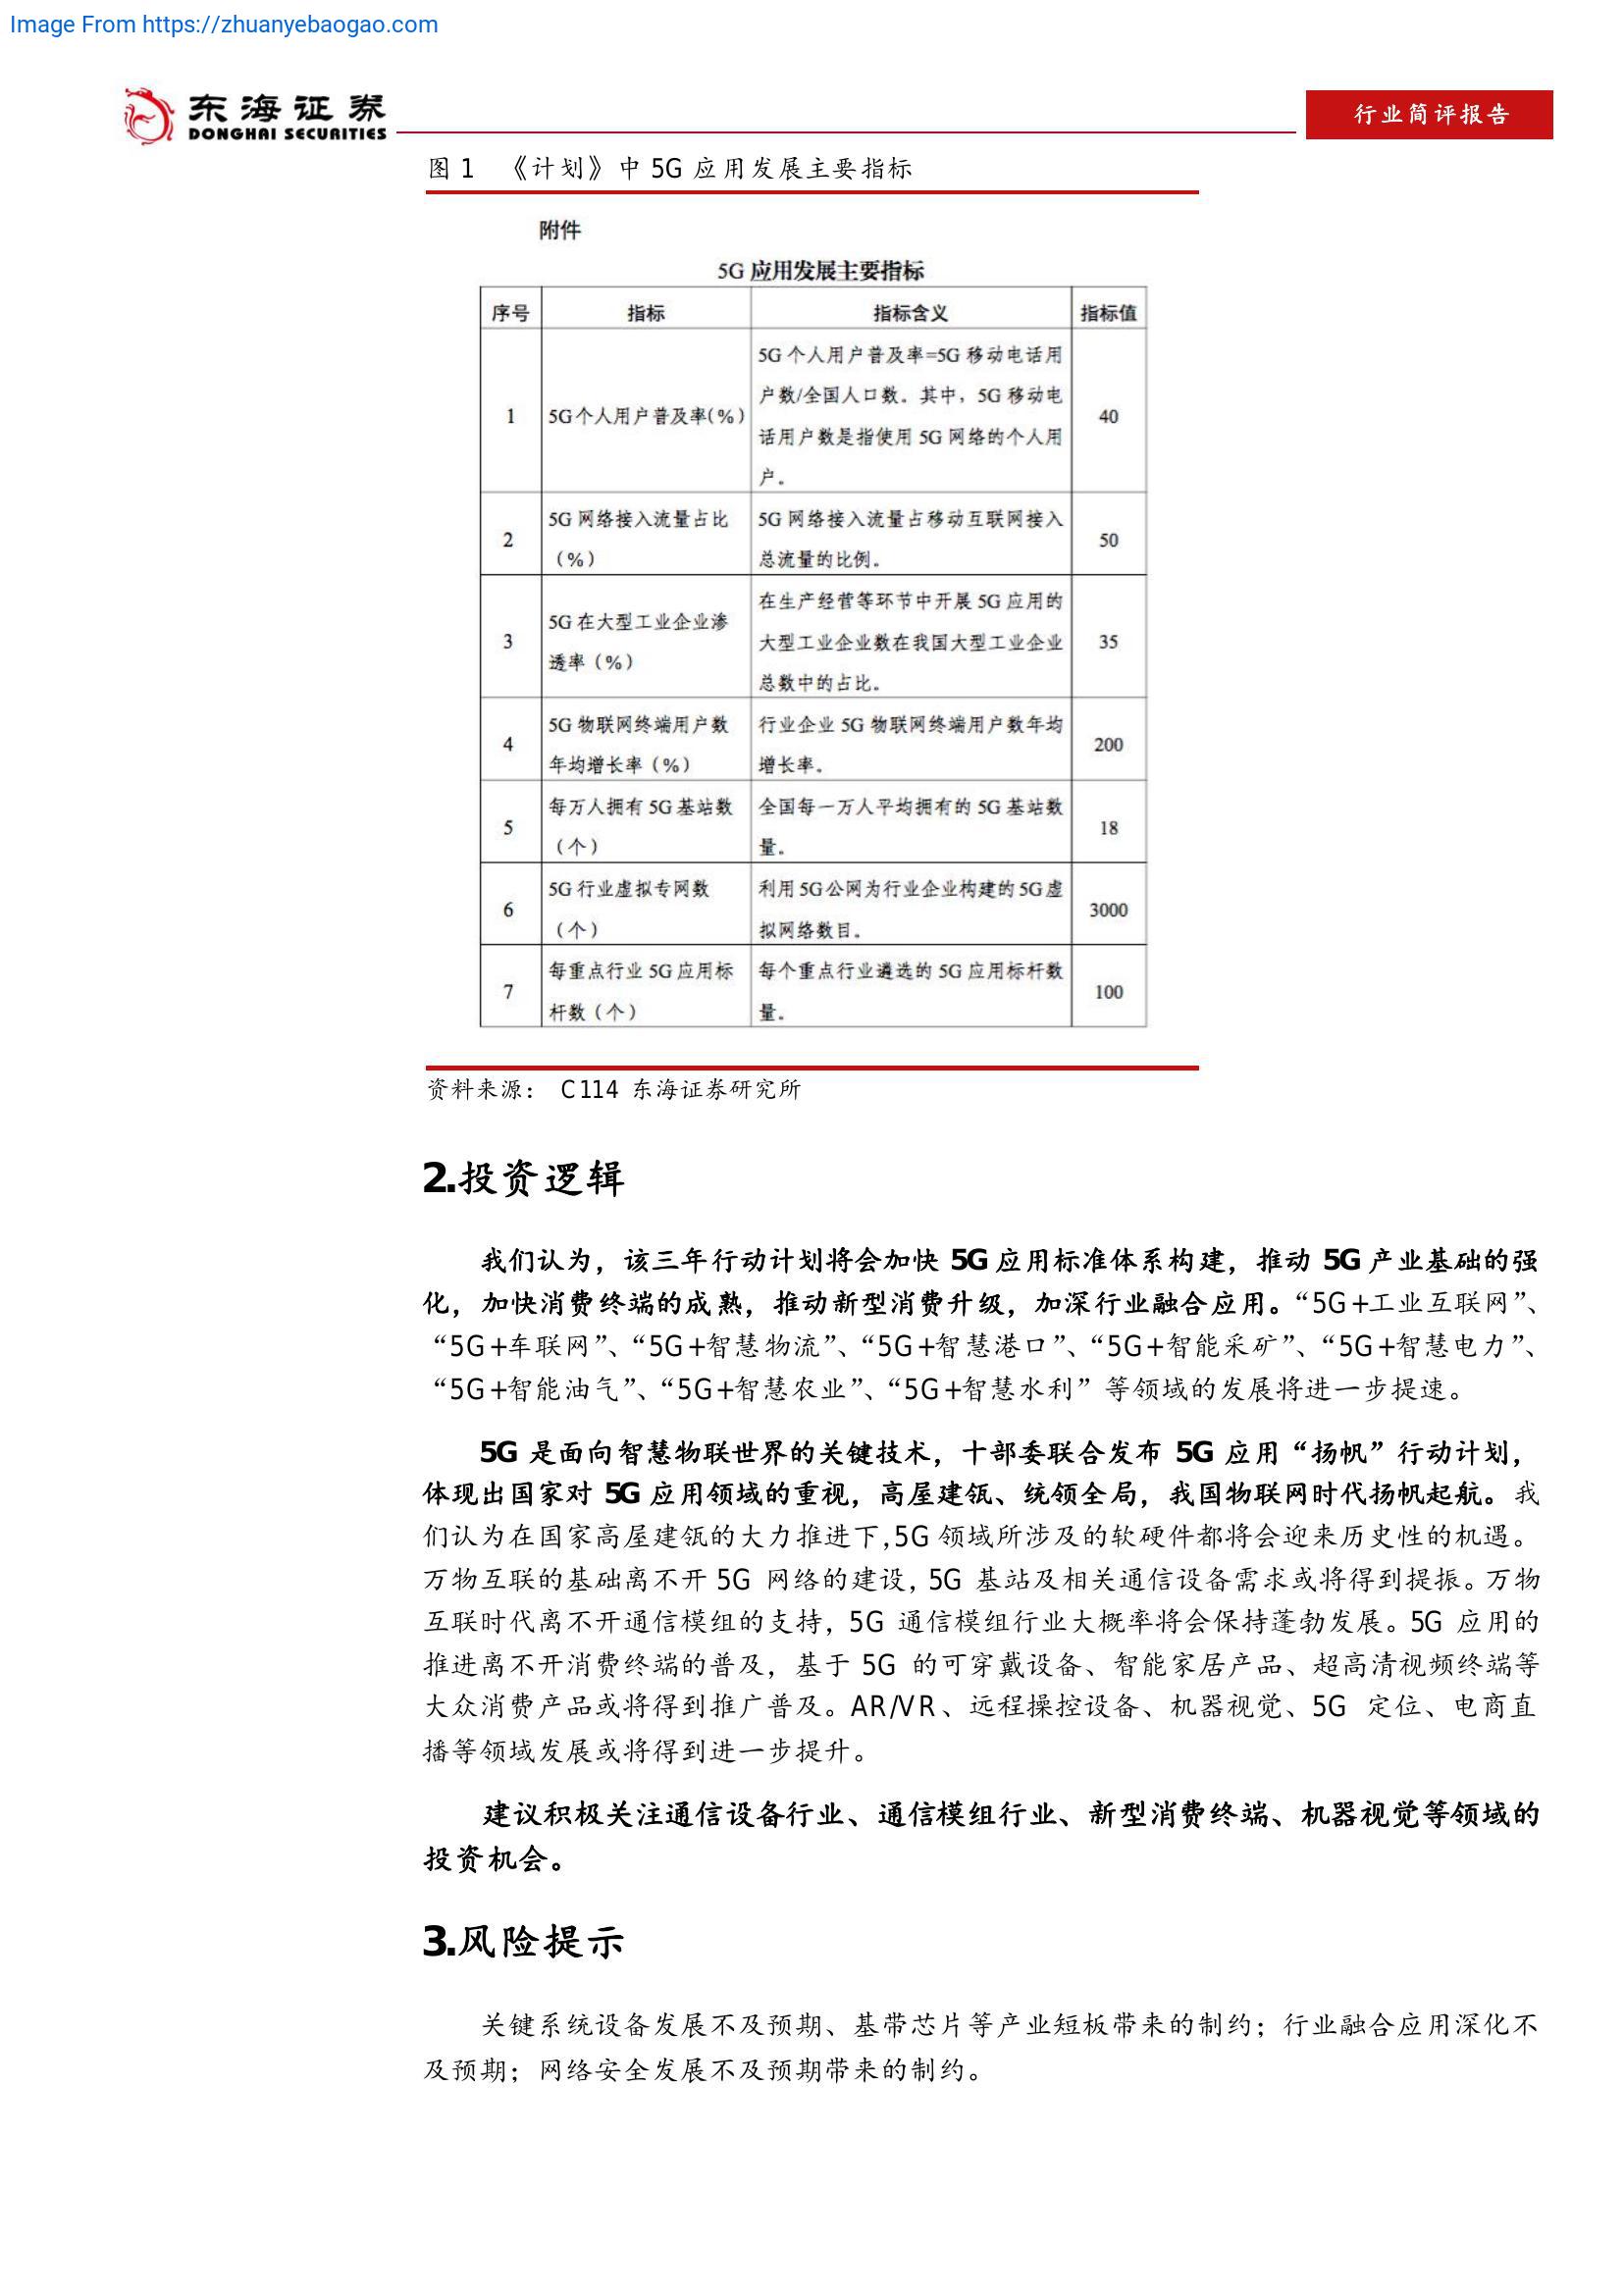 Image From https://zhuanyebaogao.com
东海证券
DONGHAI SECURITIES
行业简评报告
图 1 《计划》中 5G 应用发展主要指标
附件
5G 应用发展主要指标
序号 指标 指标含义 指标值
1 5G个人用户普及率(%) 40
5G 个人用户普及率=5G 移动电话用
户数/全国人口数。其中，5G 移动电
话用户数是指使用 5G 网络的个人用
户。
2
5G 网络接入流量占比
（%）
5G 网络接入流量占移动互联网接入
总流量的比例。
50
3
5G 在大型工业企业渗
透率（%）
在生产经营等环节中开展 5G 应用的
大型工业企业数在我国大型工业企业
总数中的占比。
35
4
5G 物联网终端用户数
年均增长率（%）
行业企业 5G 物联网终端用户数年均
增长率。
200
5
每万人拥有 5G 基站数
（个）
全国每一万人平均拥有的 5G 基站数
量。
18
6
5G 行业虚拟专网数
（个）
利用5G公网为行业企业构建的5G虚
拟网络数目。
3000
7
每重点行业 5G 应用标
杆数（个）
每个重点行业遴选的 5G 应用标杆数
量。
100
资料来源： C114 东海证券研究所
2.投资逻辑
我们认为，该三年行动计划将会加快 5G 应用标准体系构建，推动 5G 产业基础的强
化，加快消费终端的成熟，推动新型消费升级，加深行业融合应用。“5G+工业互联网”、
“5G+车联网”、“5G+智慧物流”、“5G+智慧港口”、“5G+智能采矿”、“5G+智慧电力”、
“5G+智能油气”、“5G+智慧农业”、“5G+智慧水利”等领域的发展将进一步提速。
5G 是面向智慧物联世界的关键技术，十部委联合发布 5G 应用“扬帆”行动计划，
体现出国家对 5G 应用领域的重视，高屋建瓴、统领全局，我国物联网时代扬帆起航。我
们认为在国家高屋建瓴的大力推进下,5G 领域所涉及的软硬件都将会迎来历史性的机遇。
万物互联的基础离不开 5G 网络的建设，5G 基站及相关通信设备需求或将得到提振。万物
互联时代离不开通信模组的支持，5G 通信模组行业大概率将会保持蓬勃发展。5G 应用的
推进离不开消费终端的普及，基于 5G 的可穿戴设备、智能家居产品、超高清视频终端等
大众消费产品或将得到推广普及。AR/VR、远程操控设备、机器视觉、5G 定位、电商直
播等领域发展或将得到进一步提升。
建议积极关注通信设备行业、通信模组行业、新型消费终端、机器视觉等领域的
投资机会。
3.风险提示
关键系统设备发展不及预期、基带芯片等产业短板带来的制约；行业融合应用深化不
及预期；网络安全发展不及预期带来的制约。